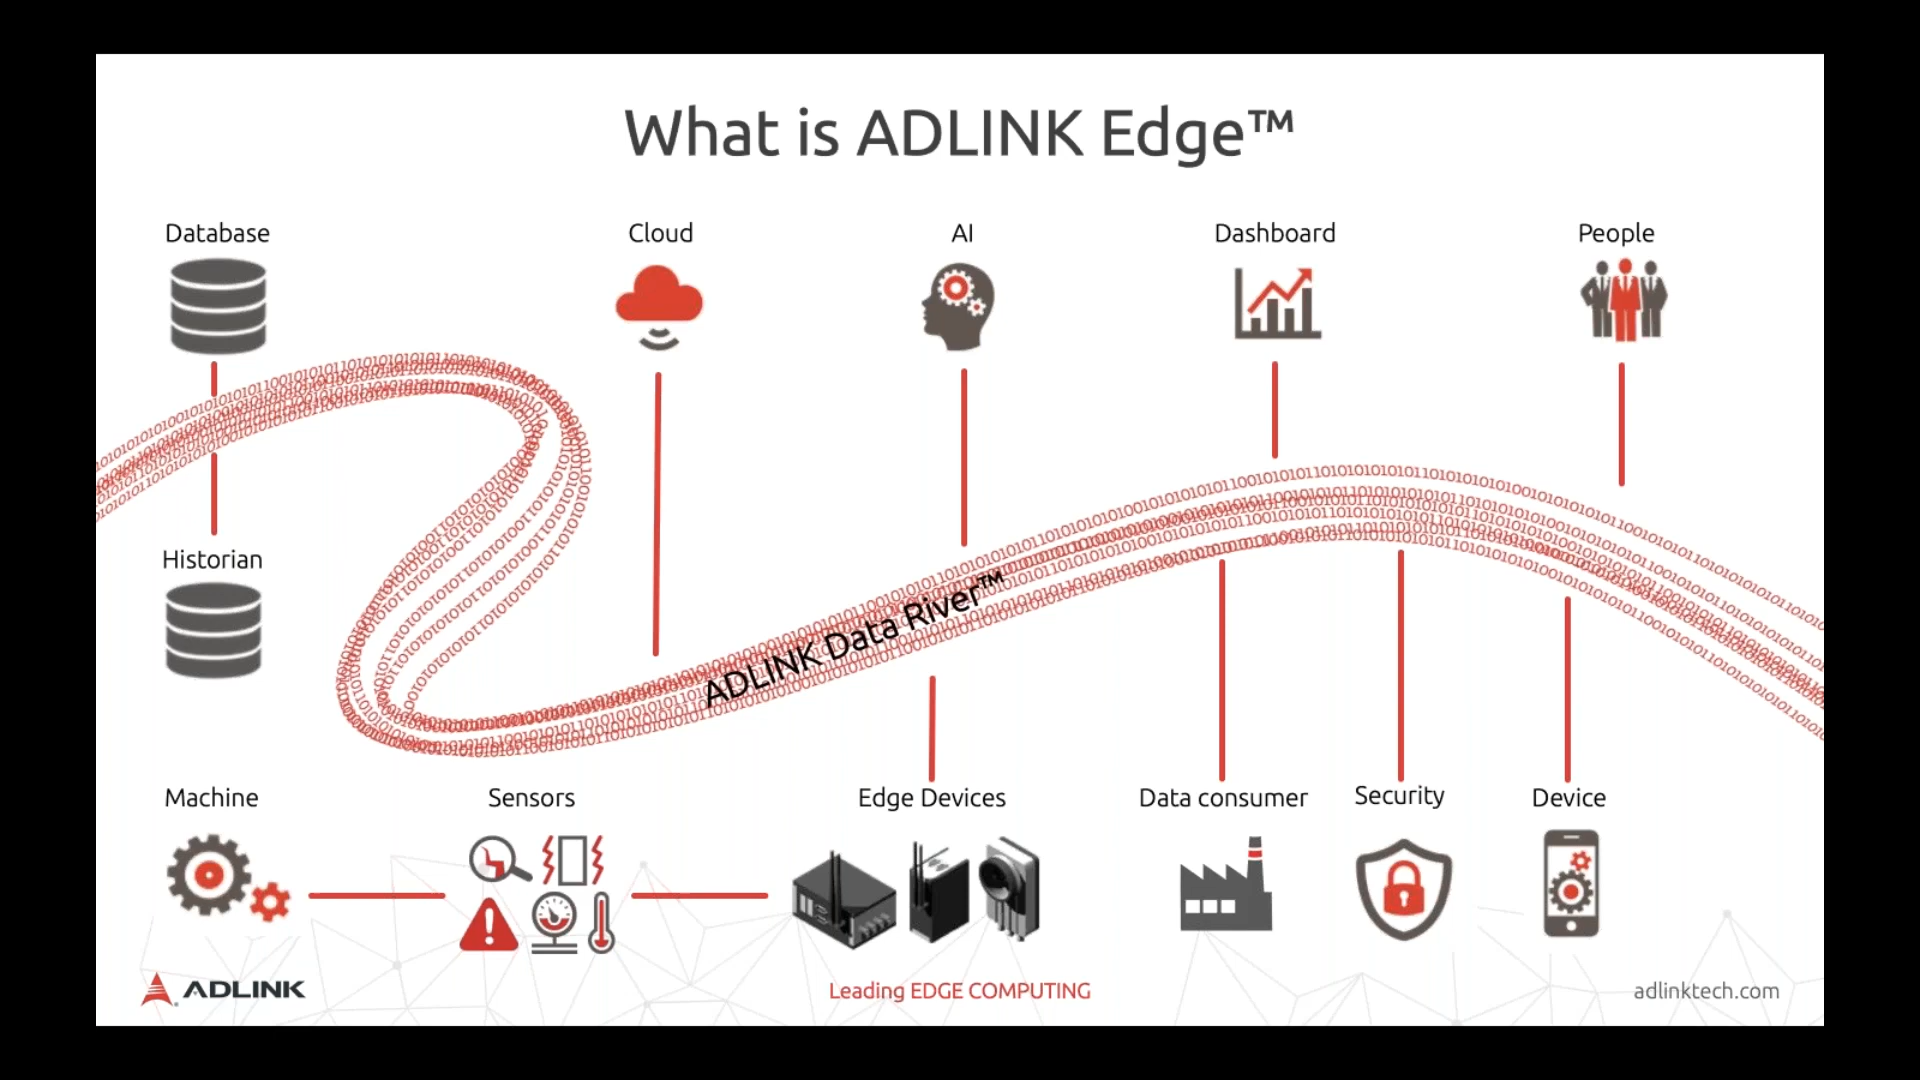 What is ADLINK Edge™
Database
Cloud
AI
Dashboard
People
Historian
ADLINK Data River™
Machine
Sensors
Edge Devices
Data consumer
Security
Device
ADLINK
Leading EDGE COMPUTING
adlinktech.com